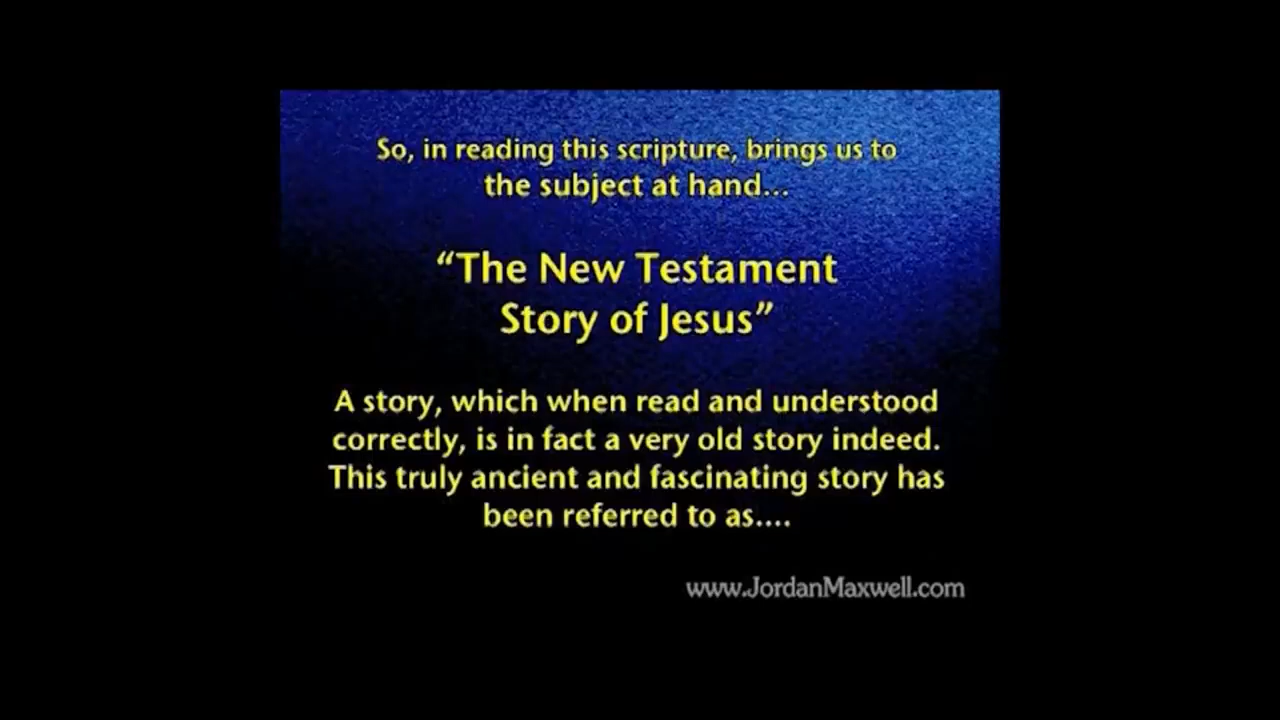 So, in reading this scripture, brings us to
the subject at hand...
“The New Testament
Story of Jesus”
A story, which when read and understood
correctly, is in fact a very old story indeed.
This truly ancient and fascinating story has
been referred to as....
www.JordanMaxwell.com